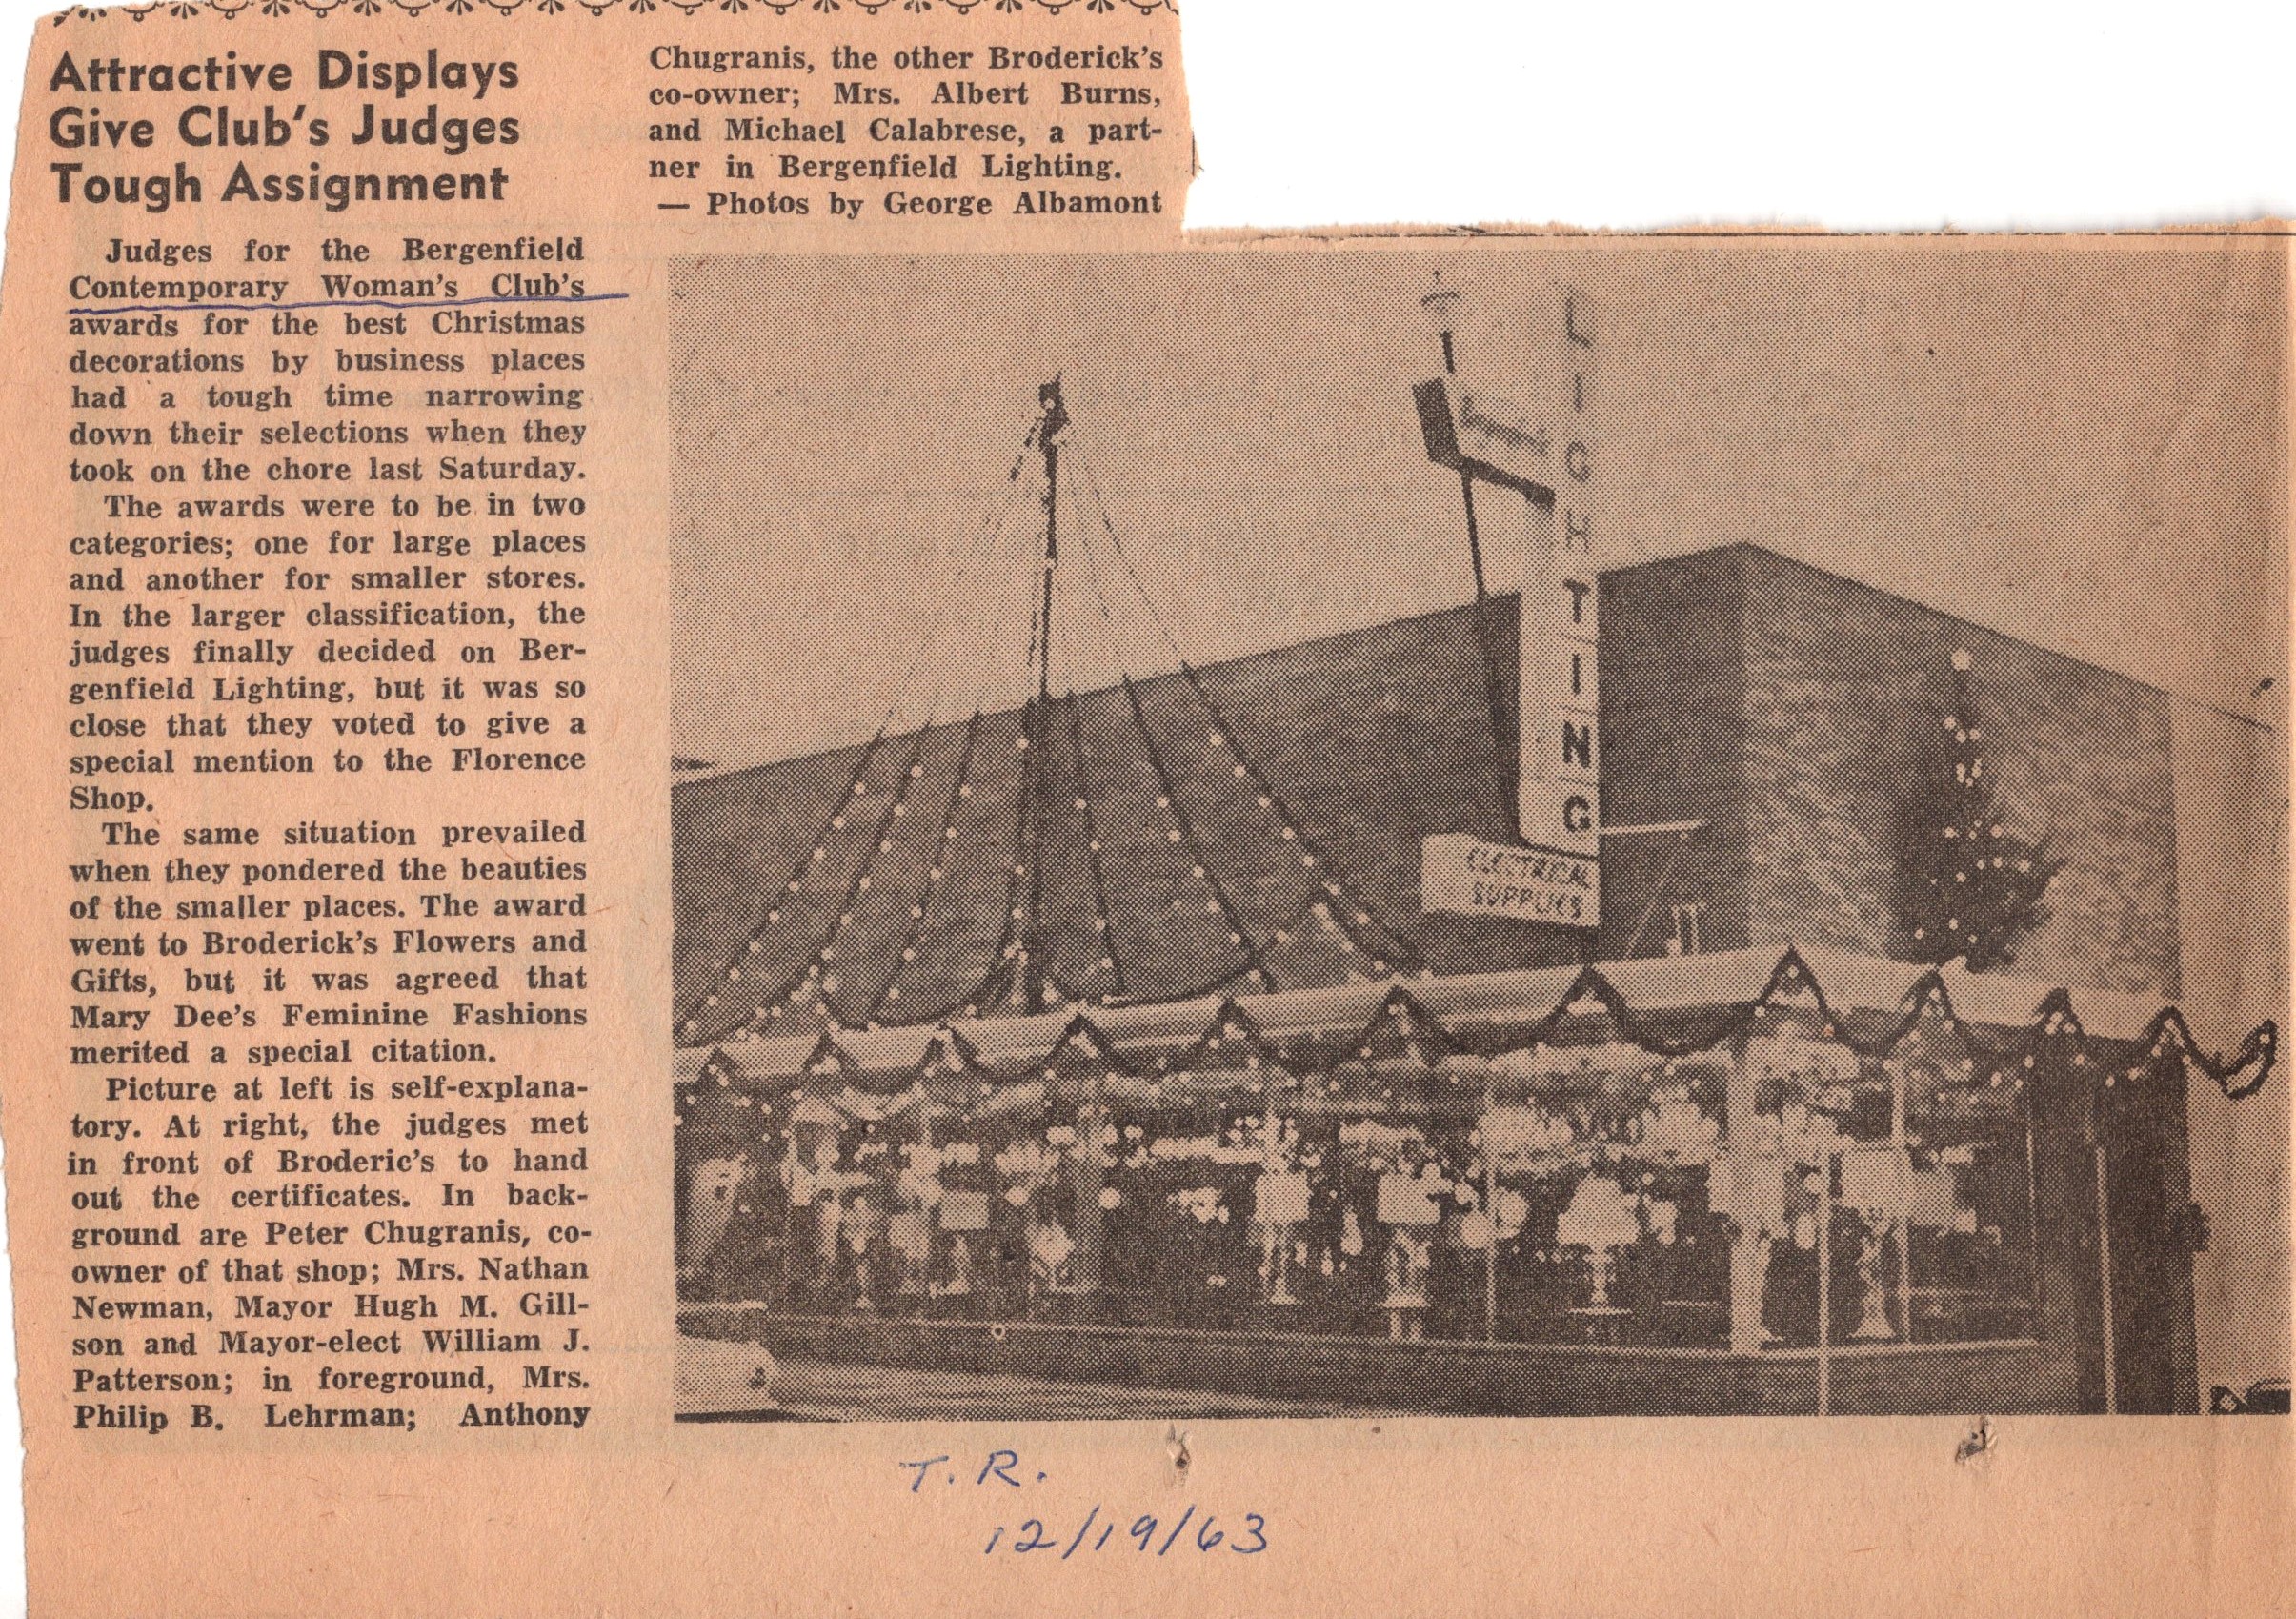 Attractive Displays
Give Club's Judges
Tough Assignment
Judges for the Bergenfield
Contemporary Woman's Club's
awards for the best Christmas
decorations by business places
had a tough time narrowing
down their selections when they
took on the chore last Saturday.
The awards were to be in two
categories; one for large places
and another for smaller stores.
In the larger classification, the
judges finally decided on Ber-
genfield Lighting, but it was so
close that they voted to give a
special mention to the Florence
Shop.
The same situation prevailed
when they pondered the beauties
of the smaller places. The award
went to Broderick's Flowers and
Gifts, but it was agreed that
Mary Dee's Feminine Fashions
merited a special citation.
Picture at left is self-explana-
tory. At right, the judges met
in front of Broderic's to hand
out the certificates. In back-
ground are Peter Chugranis, co-
owner of that shop; Mrs. Nathan
Newman, Mayor Hugh M. Gill-
son and Mayor-elect William J.
Patterson; in foreground, Mrs.
Philip B. Lehrman; Anthony
Chugranis, the other Broderick's
co-owner; Mrs. Albert Burns,
and Michael Calabrese, a part-
ner in Bergenfield Lighting.
— Photos by George Albamont
LIGHTING
ELECTRICAL
SUPPLIES
T. R.
12/19/63